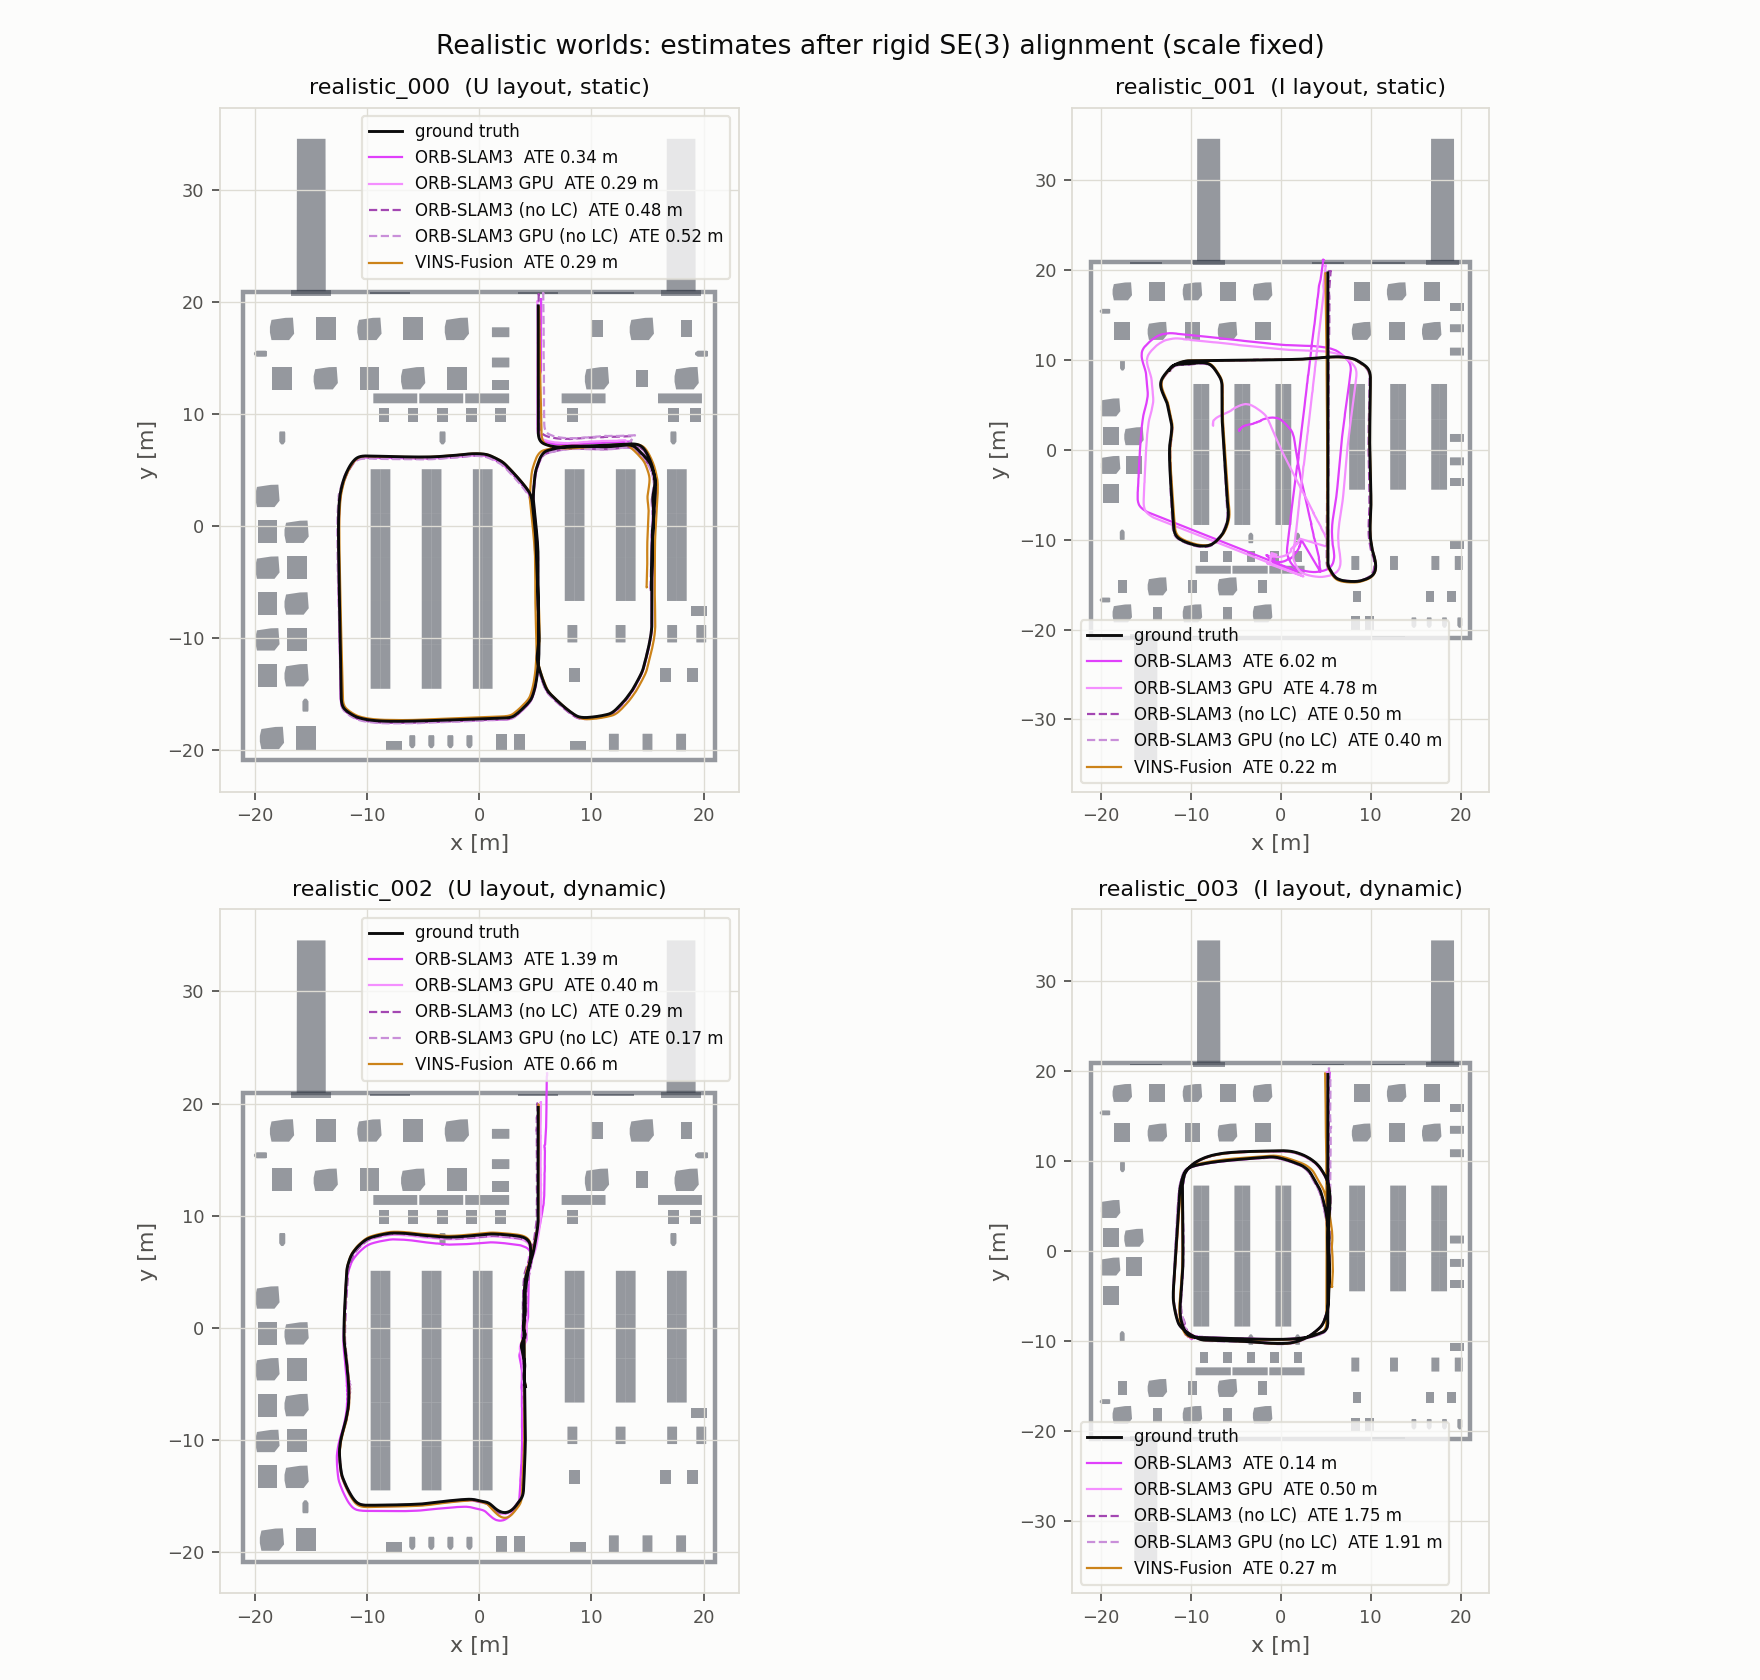 Realistic worlds: estimates after rigid SE(3) alignment (scale fixed)
realistic_000  (U layout, static)
ground truth
ORB-SLAM3  ATE 0.34 m
ORB-SLAM3 GPU  ATE 0.29 m
ORB-SLAM3 (no LC)  ATE 0.48 m
ORB-SLAM3 GPU (no LC)  ATE 0.52 m
VINS-Fusion  ATE 0.29 m
30
20
10
0
−10
−20
y [m]
−20 −10 0 10 20
x [m]
realistic_001  (I layout, static)
30
20
10
0
−10
−20
−30
y [m]
ground truth
ORB-SLAM3  ATE 6.02 m
ORB-SLAM3 GPU  ATE 4.78 m
ORB-SLAM3 (no LC)  ATE 0.50 m
ORB-SLAM3 GPU (no LC)  ATE 0.40 m
VINS-Fusion  ATE 0.22 m
−20 −10 0 10 20
x [m]
realistic_002  (U layout, dynamic)
ground truth
ORB-SLAM3  ATE 1.39 m
ORB-SLAM3 GPU  ATE 0.40 m
ORB-SLAM3 (no LC)  ATE 0.29 m
ORB-SLAM3 GPU (no LC)  ATE 0.17 m
VINS-Fusion  ATE 0.66 m
30
20
10
0
−10
−20
y [m]
−20 −10 0 10 20
x [m]
realistic_003  (I layout, dynamic)
30
20
10
0
−10
−20
−30
y [m]
ground truth
ORB-SLAM3  ATE 0.14 m
ORB-SLAM3 GPU  ATE 0.50 m
ORB-SLAM3 (no LC)  ATE 1.75 m
ORB-SLAM3 GPU (no LC)  ATE 1.91 m
VINS-Fusion  ATE 0.27 m
−20 −10 0 10 20
x [m]